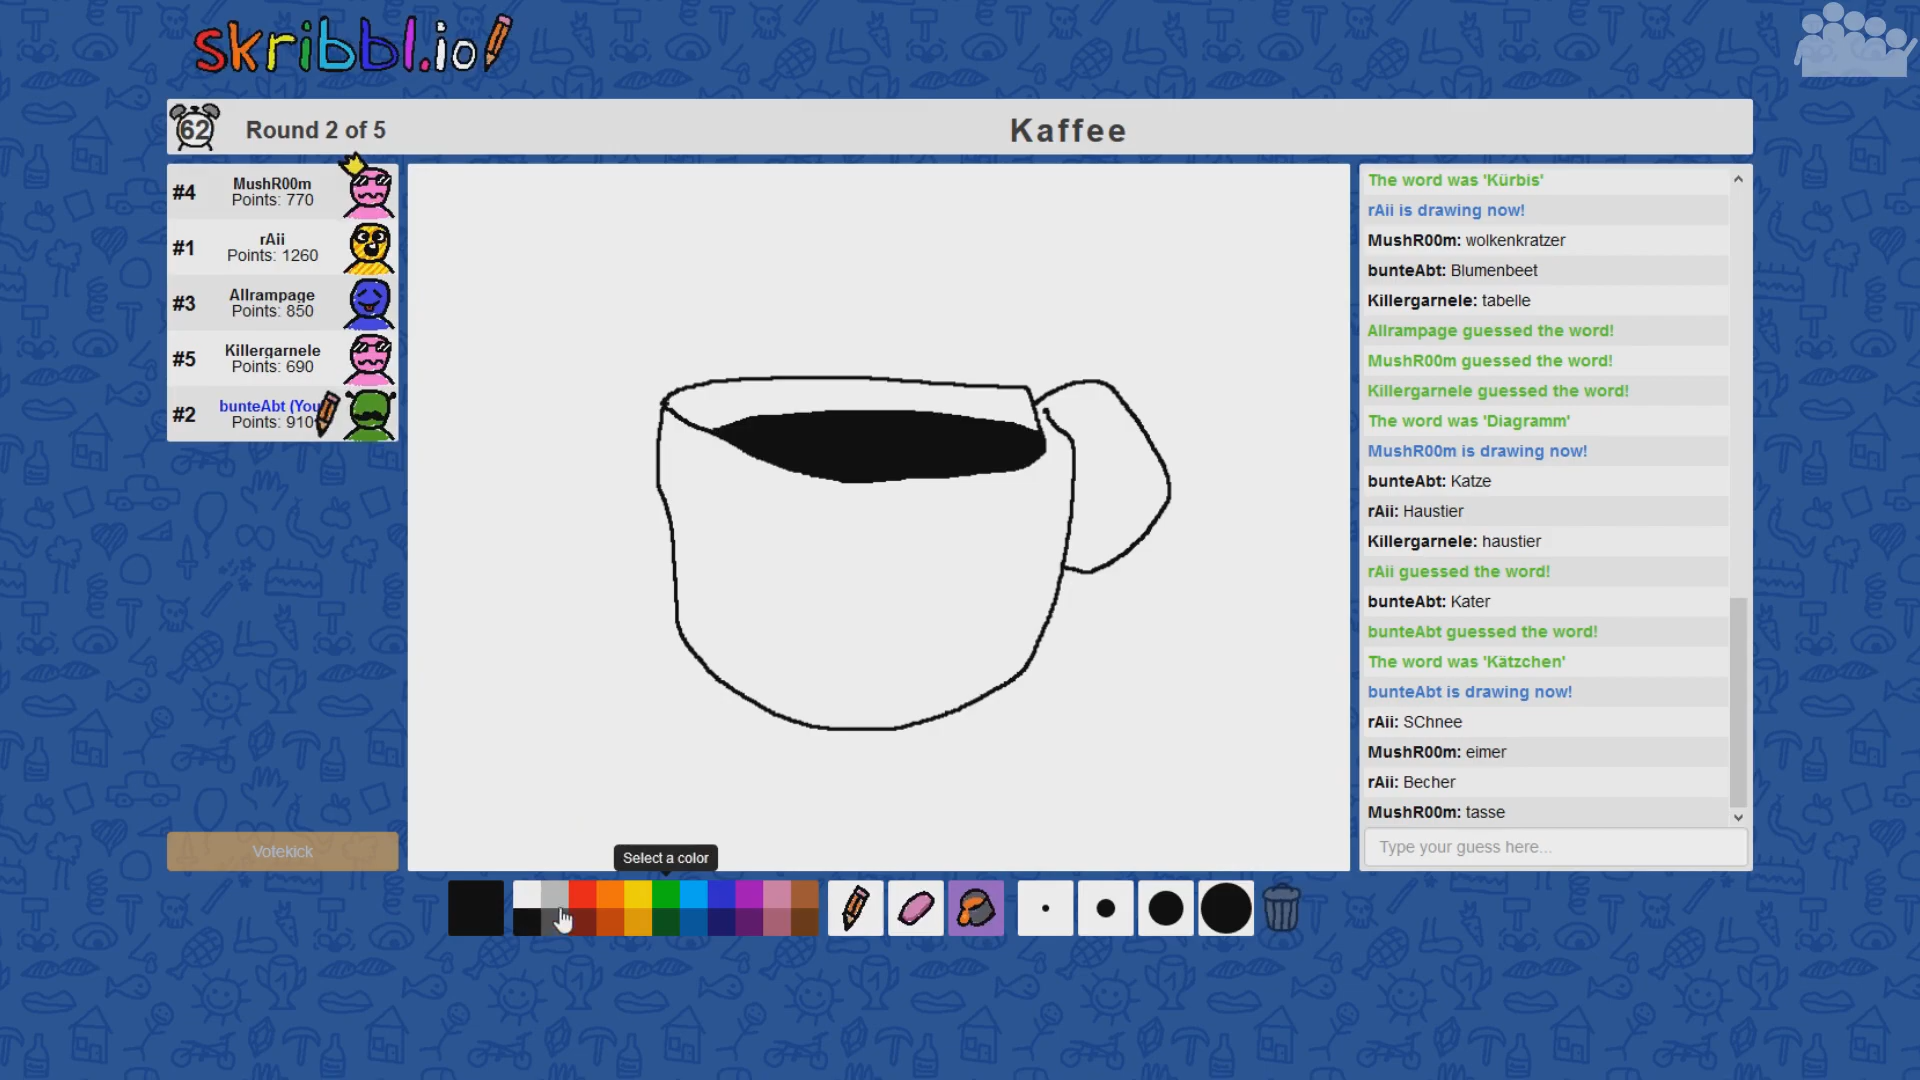 skribbl.io
62
Round 2 of 5
Kaffee
#4
MushR00m
Points: 770
#1
rAii
Points: 1260
#3
Allrampage
Points: 850
#5
Killergarnele
Points: 690
#2
bunteAbt (You
Points: 910
Votekick
The word was 'Kürbis'
rAii is drawing now!
MushR00m: wolkenkratzer
bunteAbt: Blumenbeet
Killergarnele: tabelle
Allrampage guessed the word!
MushR00m guessed the word!
Killergarnele guessed the word!
The word was 'Diagramm'
MushR00m is drawing now!
bunteAbt: Katze
rAii: Haustier
Killergarnele: haustier
rAii guessed the word!
bunteAbt: Kater
bunteAbt guessed the word!
The word was 'Kätzchen'
bunteAbt is drawing now!
rAii: SChnee
MushR00m: eimer
rAii: Becher
MushR00m: tasse
Type your guess here...
Select a color